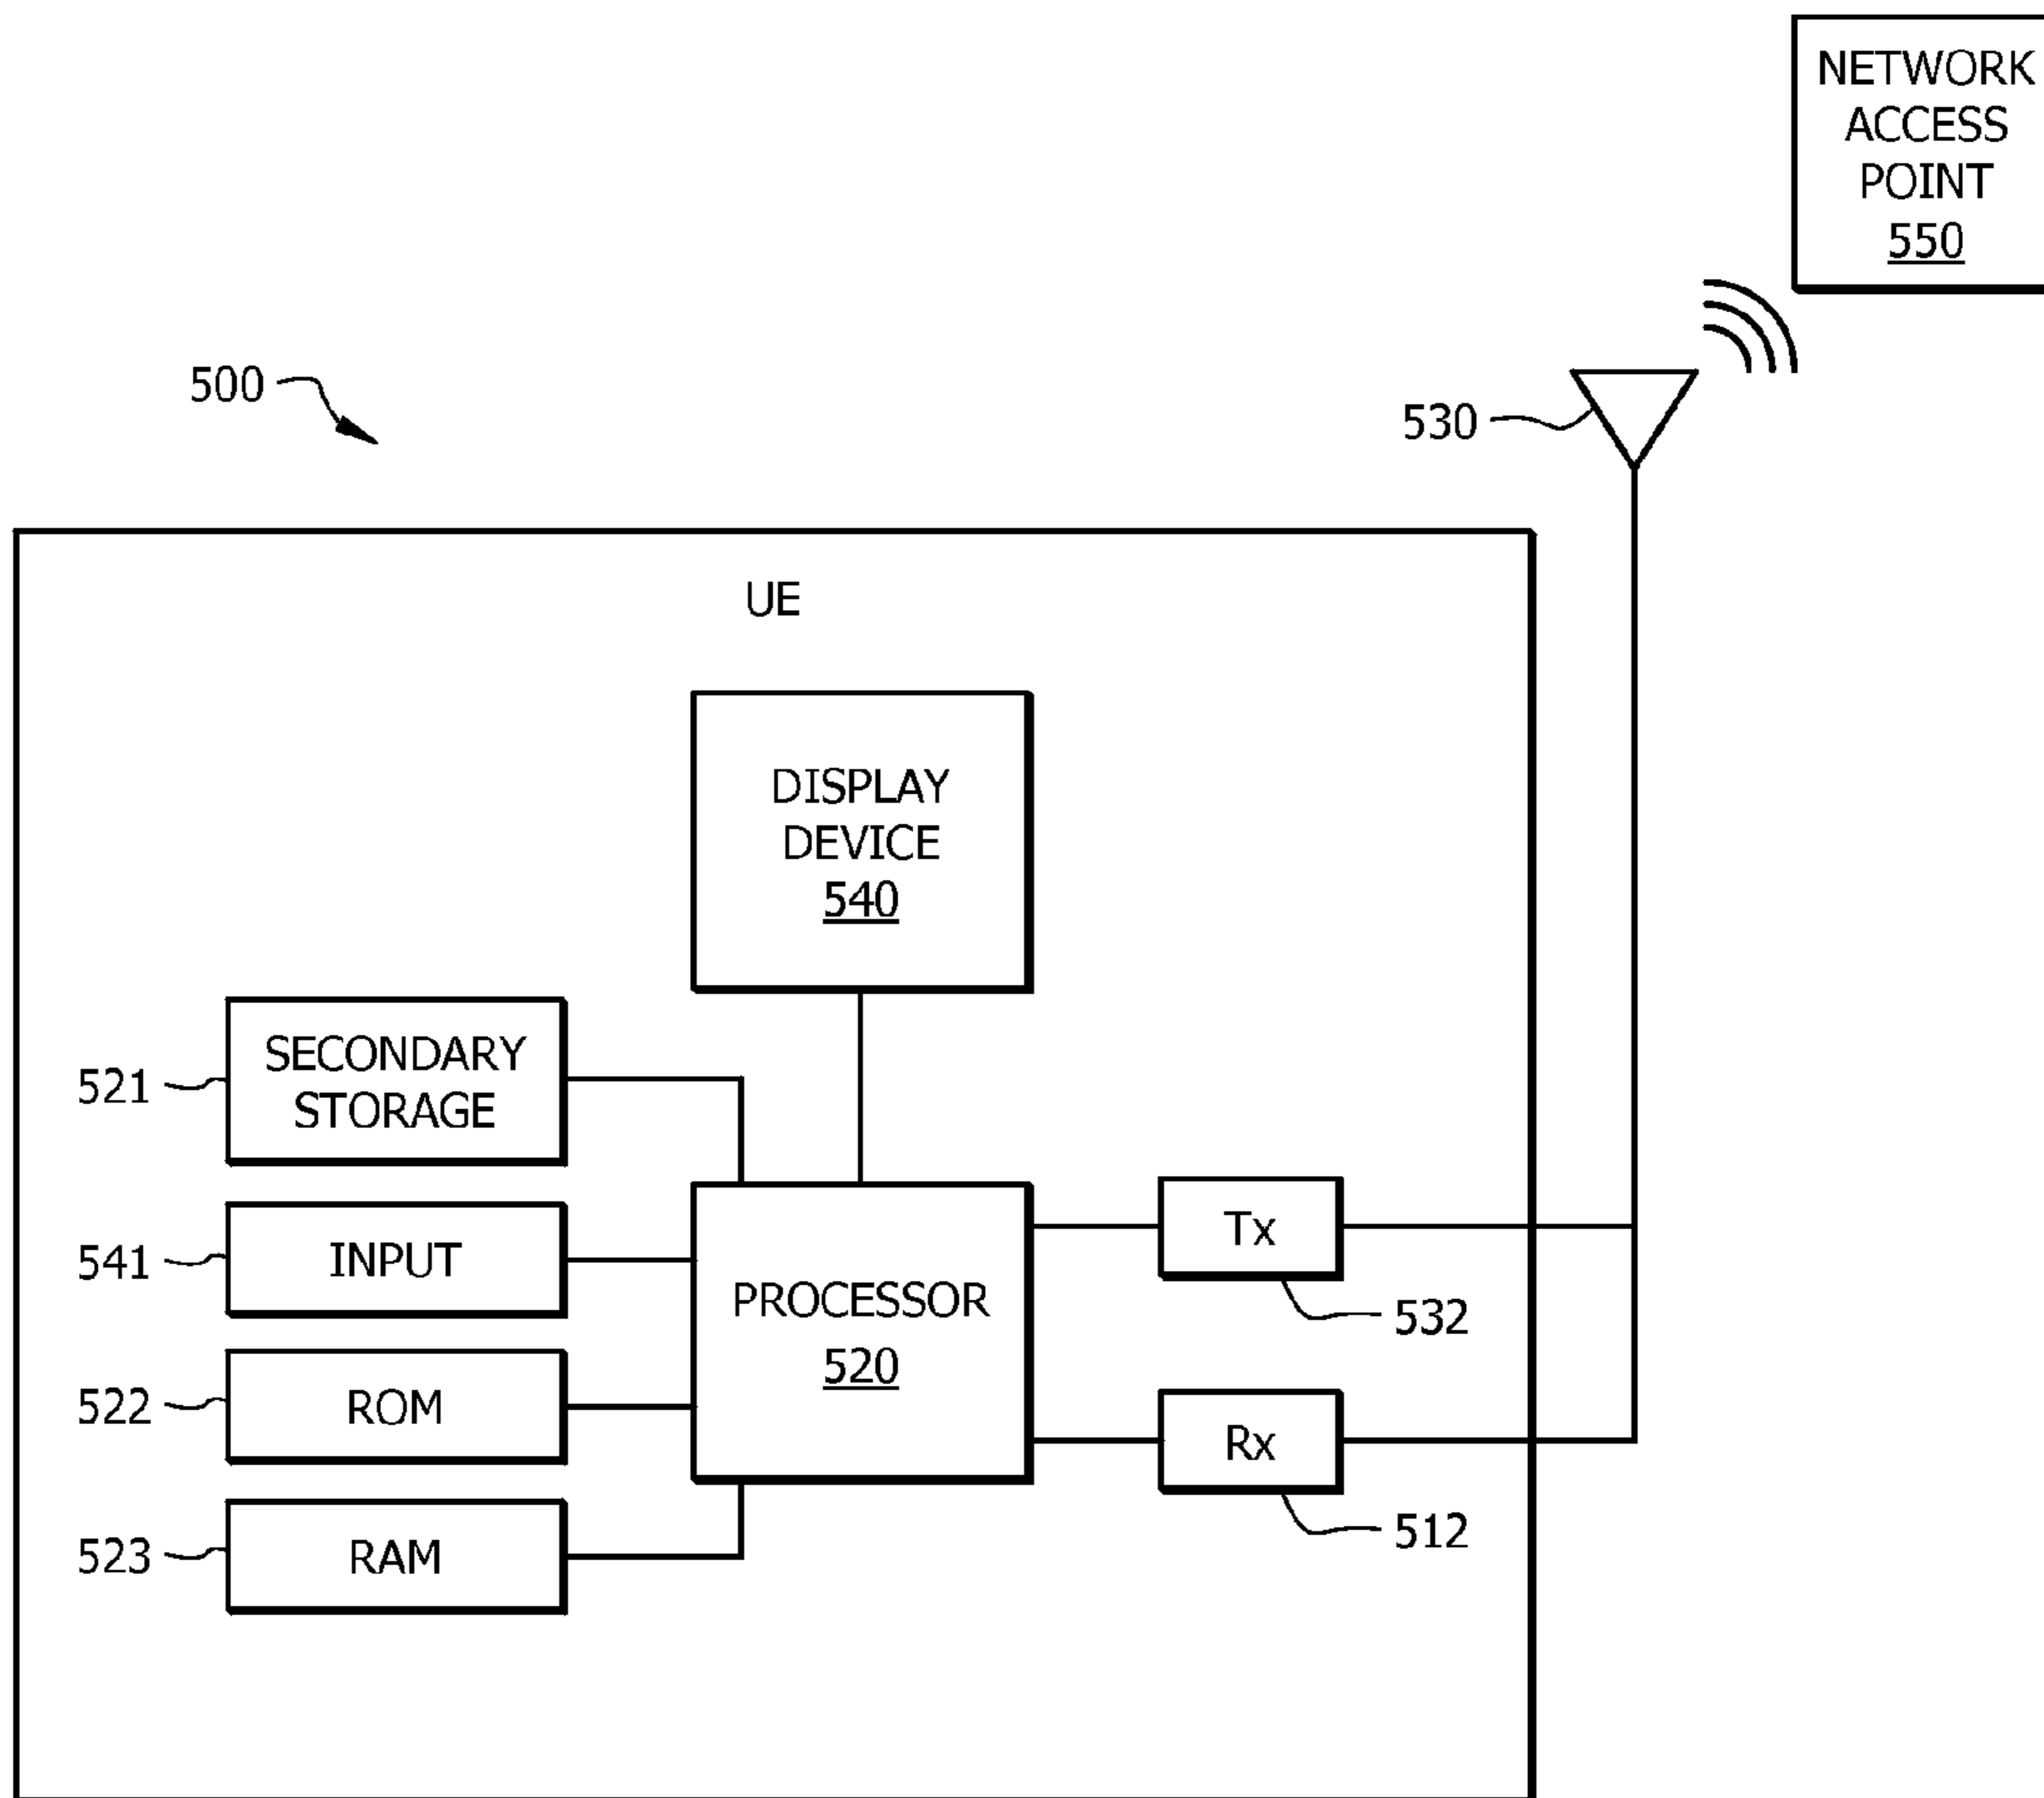 NETWORK
ACCESS
POINT
550
500
530
UE
DISPLAY
DEVICE
540
SECONDARY
STORAGE
521
INPUT
541
PROCESSOR
520
Tx
532
ROM
522
Rx
512
RAM
523